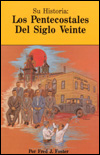 Su Historia:
Los Pentecostales
Del Siglo Veinte
Por Fred J. Foster